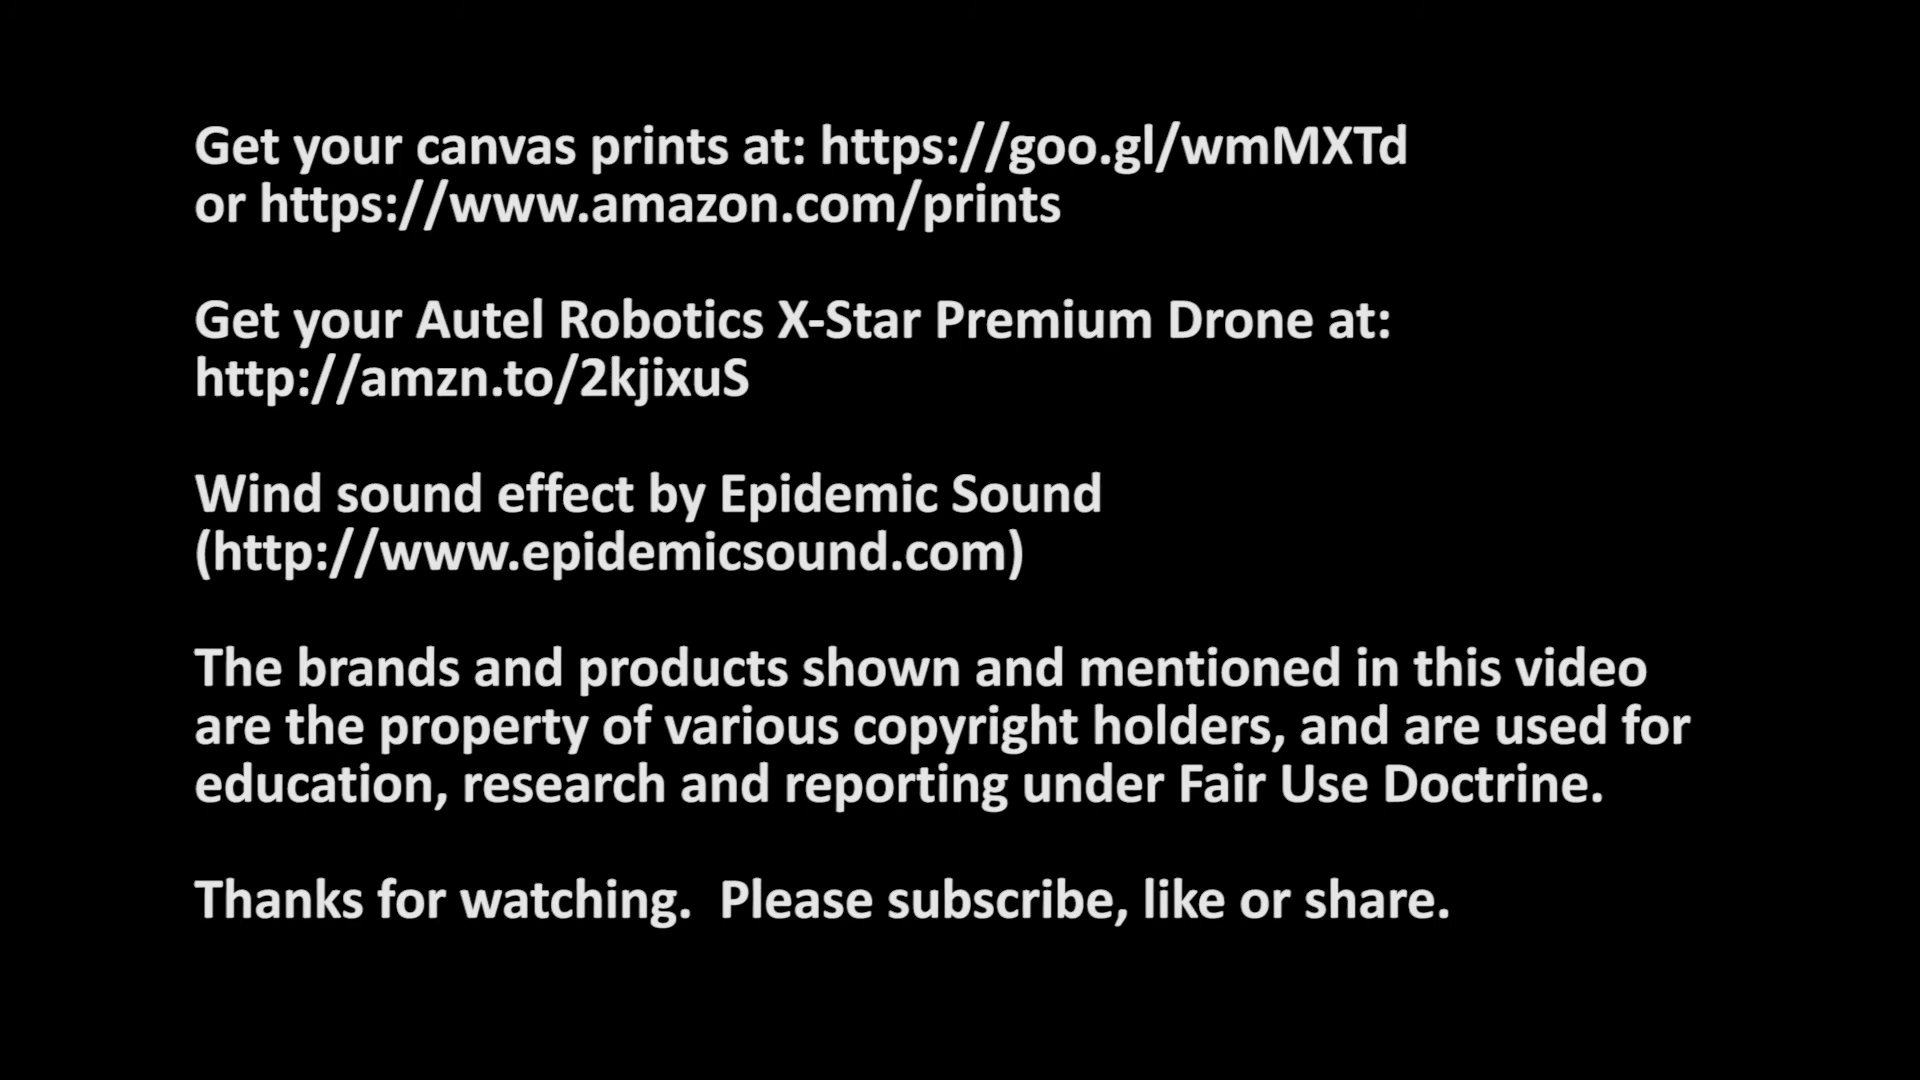 Get your canvas prints at: https://goo.gl/wmMXTd
or https://www.amazon.com/prints
Get your Autel Robotics X-Star Premium Drone at:
http://amzn.to/2kjixuS
Wind sound effect by Epidemic Sound
(http://www.epidemicsound.com)
The brands and products shown and mentioned in this video
are the property of various copyright holders, and are used for
education, research and reporting under Fair Use Doctrine.
Thanks for watching.  Please subscribe, like or share.